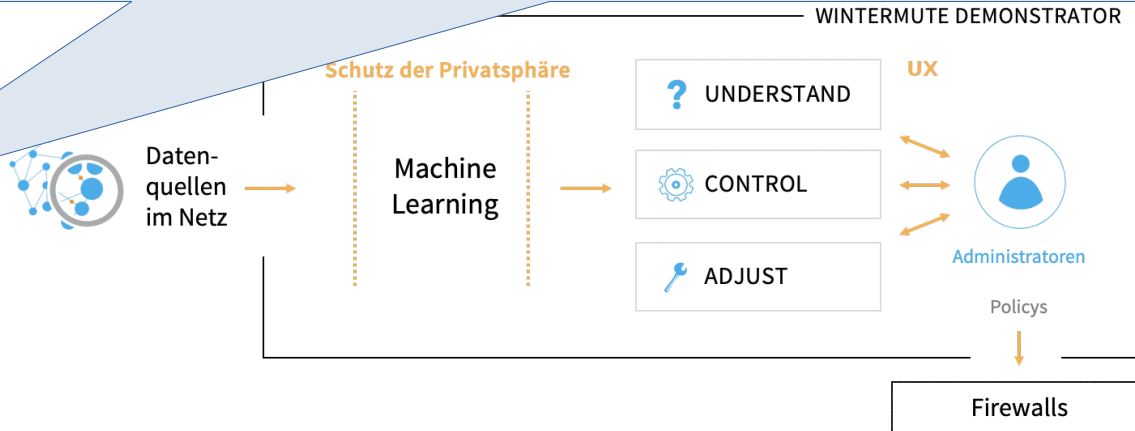 WINTERMUTE DEMONSTRATOR
Schutz der Privatsphäre
UX
UNDERSTAND
Daten-
quellen
im Netz
Machine
Learning
CONTROL
ADJUST
Administratoren
Policys
Firewalls